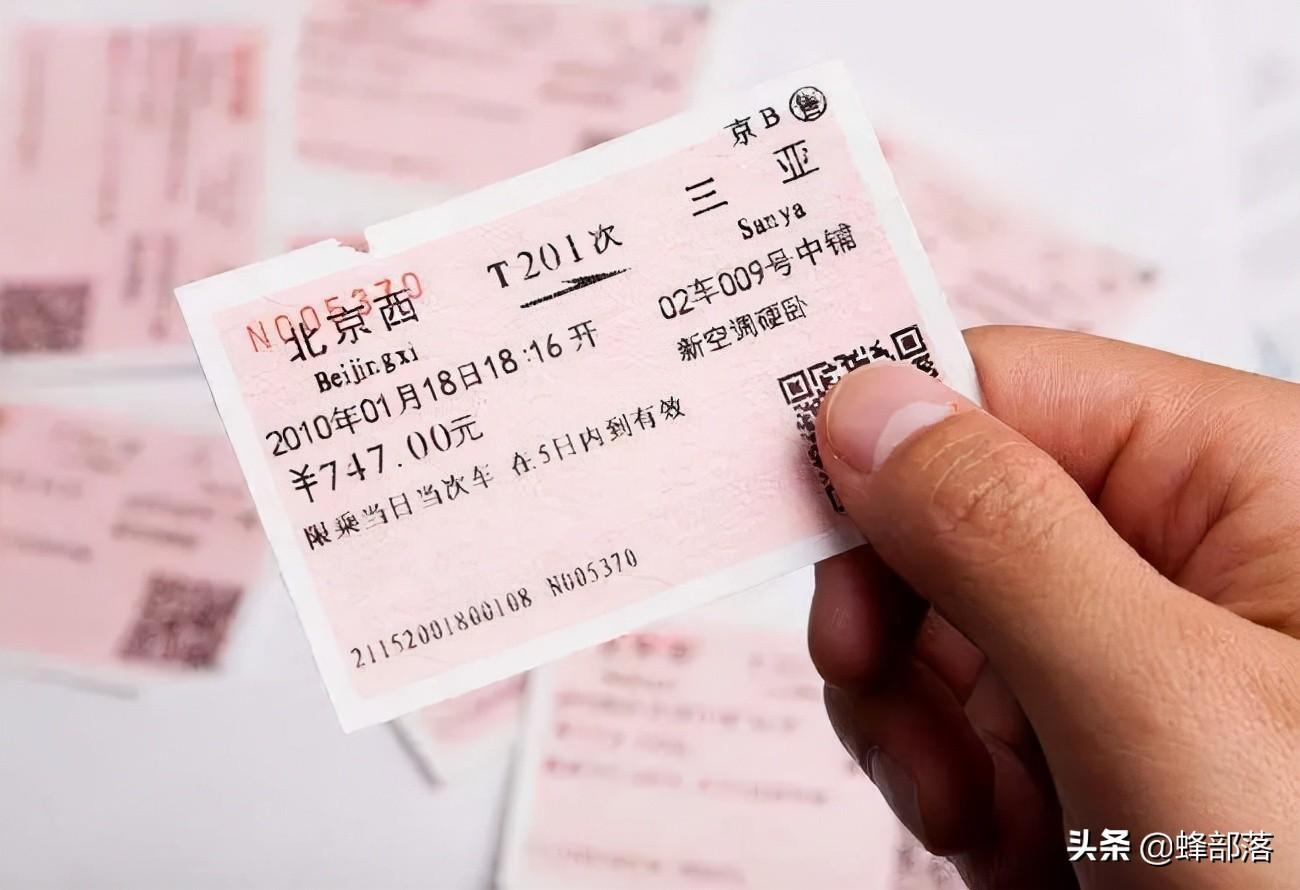 京B售
N005370
北京西 T201次 三亚
Beijingxi Sanya
2010年01月18日18:16开 02车009号中铺
￥747.00元 新空调硬卧
限乘当日当次车 在5日内到有效
21152001800108 N005370
头条 @蜂部落